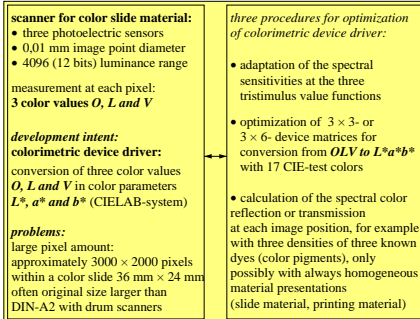 scanner for color slide material:
• three photoelectric sensors
• 0,01 mm image point diameter
• 4096 (12 bits) luminance range
measurement at each pixel:
3 color values O, L and V
development intent:
colorimetric device driver:
conversion of three color values
O, L and V in color parameters
L*, a* and b* (CIELAB-system)
problems:
large pixel amount:
approximately 3000 × 2000 pixels
within a color slide 36 mm × 24 mm
often original size larger than
DIN-A2 with drum scanners
three procedures for optimization
of colorimetric device driver:
• adaptation of the spectral
sensitivities at the three
tristimulus value functions
• optimization of 3 × 3- or
3 × 6- device matrices for
conversion from OLV to L*a*b*
with 17 CIE-test colors
• calculation of the spectral color
reflection or transmission
at each image position, for example
with three densities of three known
dyes (color pigments), only
possibly with always homogeneous
material presentations
(slide material, printing material)